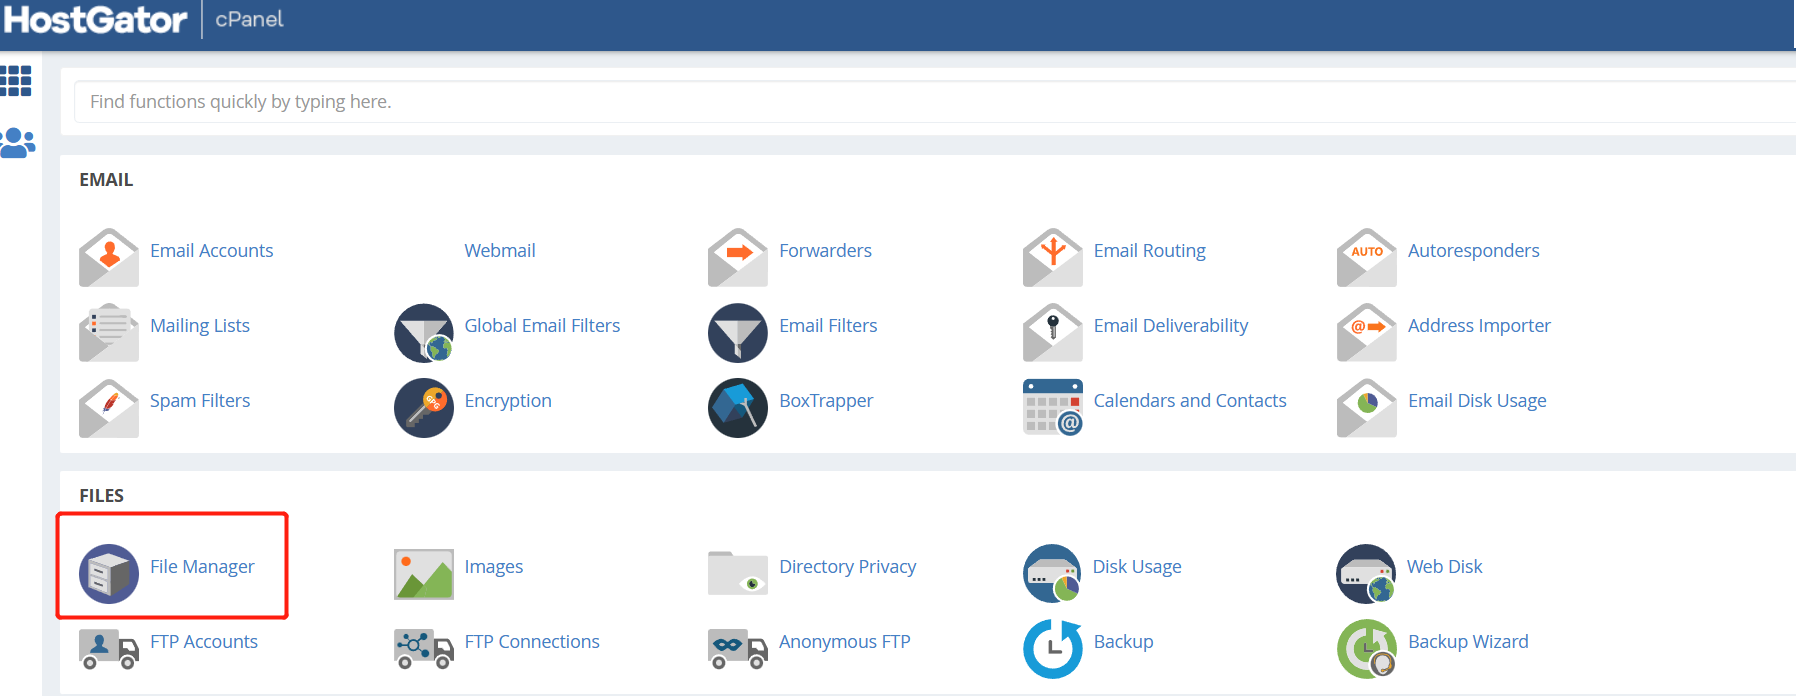 HostGator cPanel
Find functions quickly by typing here.
EMAIL
Email Accounts Webmail Forwarders Email Routing AUTO Autoresponders
Mailing Lists Global Email Filters Email Filters Email Deliverability @ Address Importer
Spam Filters GPG Encryption BoxTrapper @ Calendars and Contacts Email Disk Usage
FILES
File Manager Images Directory Privacy Disk Usage Web Disk
FTP Accounts FTP Connections Anonymous FTP Backup Backup Wizard